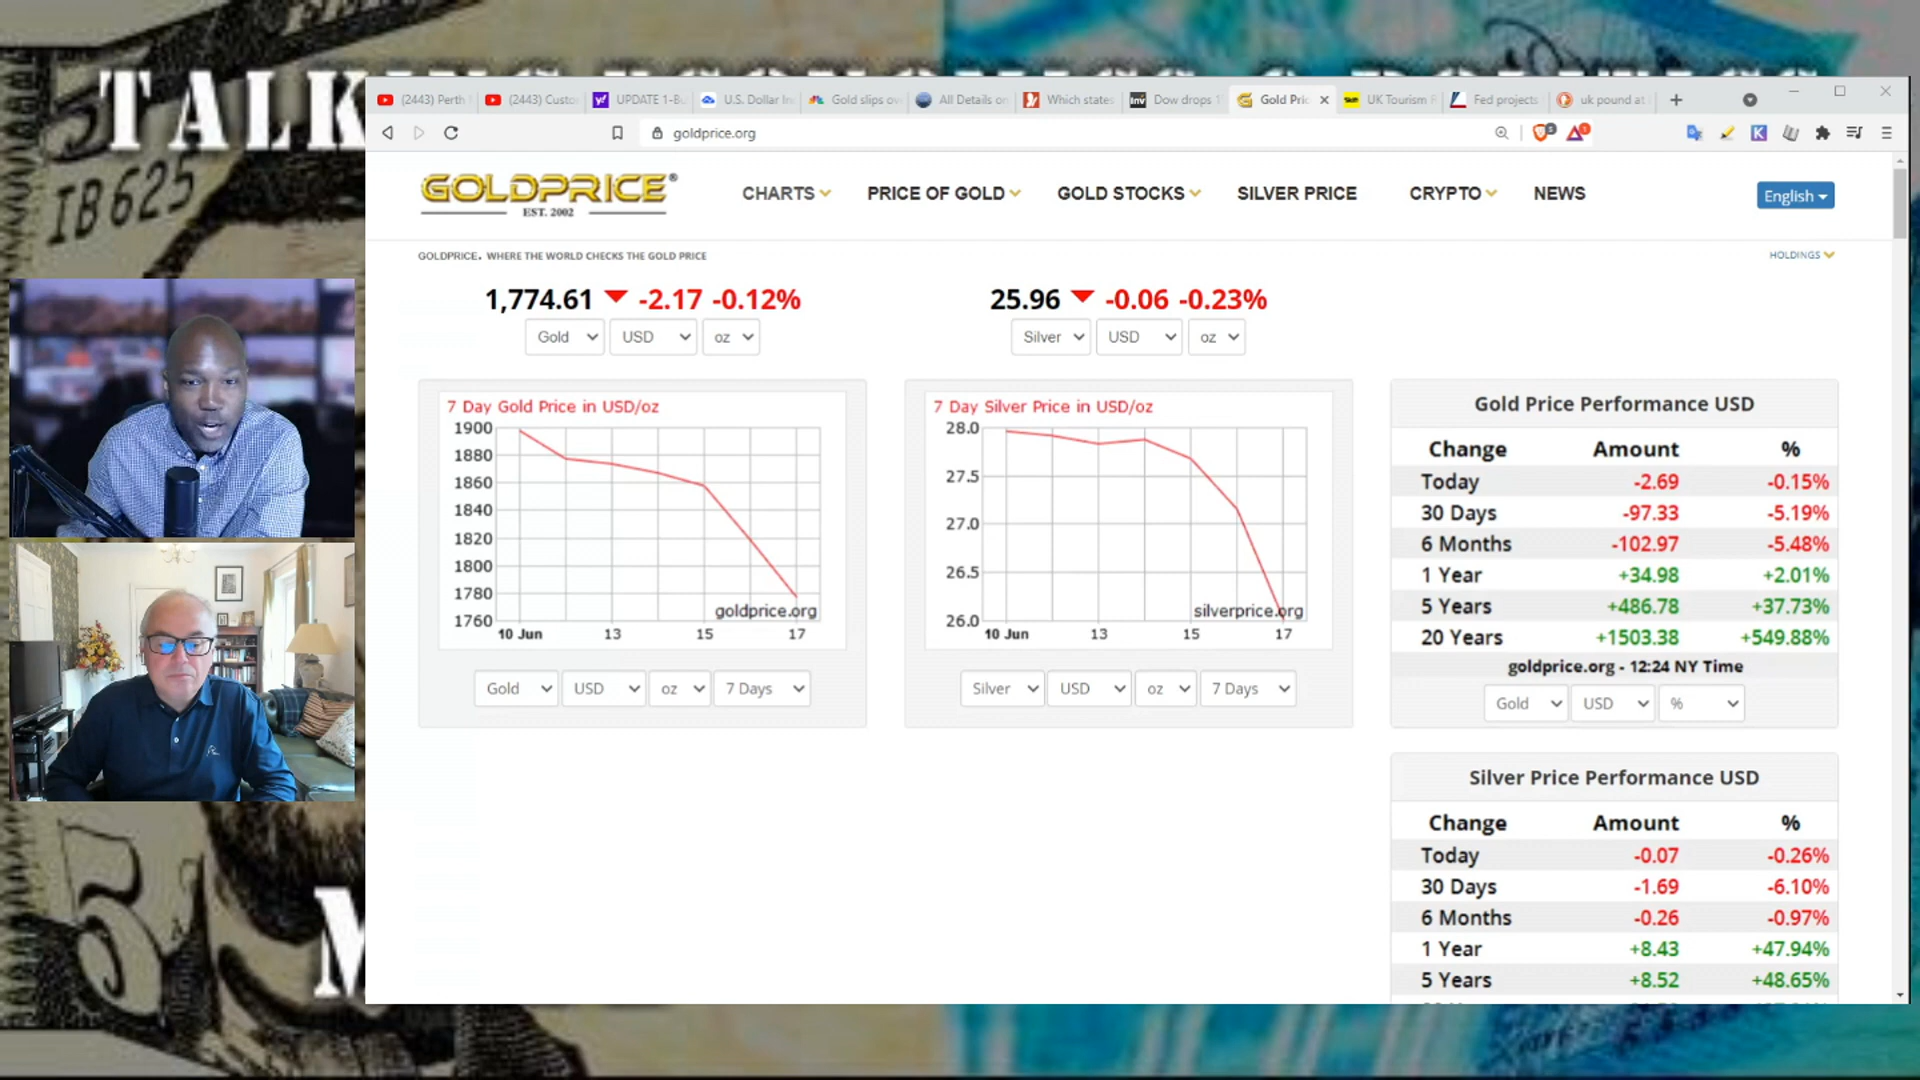 TALK
IB625
(2443) Perth
(2443) Custo
UPDATE 1-Bu
U.S. Dollar In
Gold slips ov
All Details on
Which states
Dow drops 1
Gold Pric
UK Tourism F
Fed projects
uk pound at
goldprice.org
GOLDPRICE®
EST. 2002
CHARTS
PRICE OF GOLD
GOLD STOCKS
SILVER PRICE
CRYPTO
NEWS
English
GOLDPRICE. WHERE THE WORLD CHECKS THE GOLD PRICE
HOLDINGS
1,774.61 -2.17 -0.12%
Gold USD oz
25.96 -0.06 -0.23%
Silver USD oz
7 Day Gold Price in USD/oz
1900
1880
1860
1840
1820
1800
1780
1760
goldprice.org
10 Jun 13 15 17
Gold USD oz 7 Days
7 Day Silver Price in USD/oz
28.0
27.5
27.0
26.5
26.0
silverprice.org
10 Jun 13 15 17
Silver USD oz 7 Days
Gold Price Performance USD
Change Amount %
Today -2.69 -0.15%
30 Days -97.33 -5.19%
6 Months -102.97 -5.48%
1 Year +34.98 +2.01%
5 Years +486.78 +37.73%
20 Years +1503.38 +549.88%
goldprice.org - 12:24 NY Time
Gold USD %
Silver Price Performance USD
Change Amount %
Today -0.07 -0.26%
30 Days -1.69 -6.10%
6 Months -0.26 -0.97%
1 Year +8.43 +47.94%
5 Years +8.52 +48.65%
M